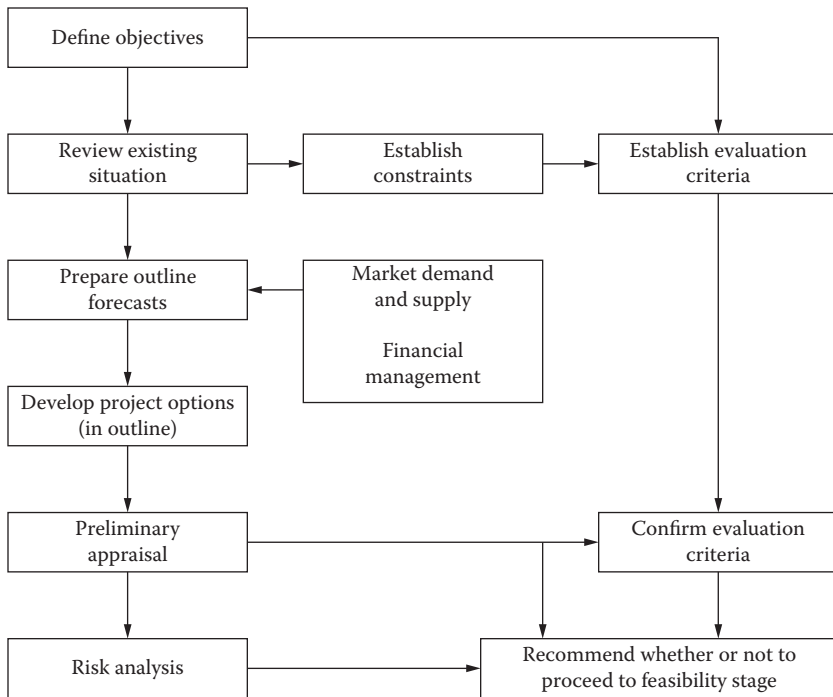 Define objectives
Review existing
situation
Establish
constraints
Establish evaluation
criteria
Prepare outline
forecasts
Market demand
and supply
Financial
management
Develop project options
(in outline)
Preliminary
appraisal
Confirm evaluation
criteria
Risk analysis
Recommend whether or not to
proceed to feasibility stage